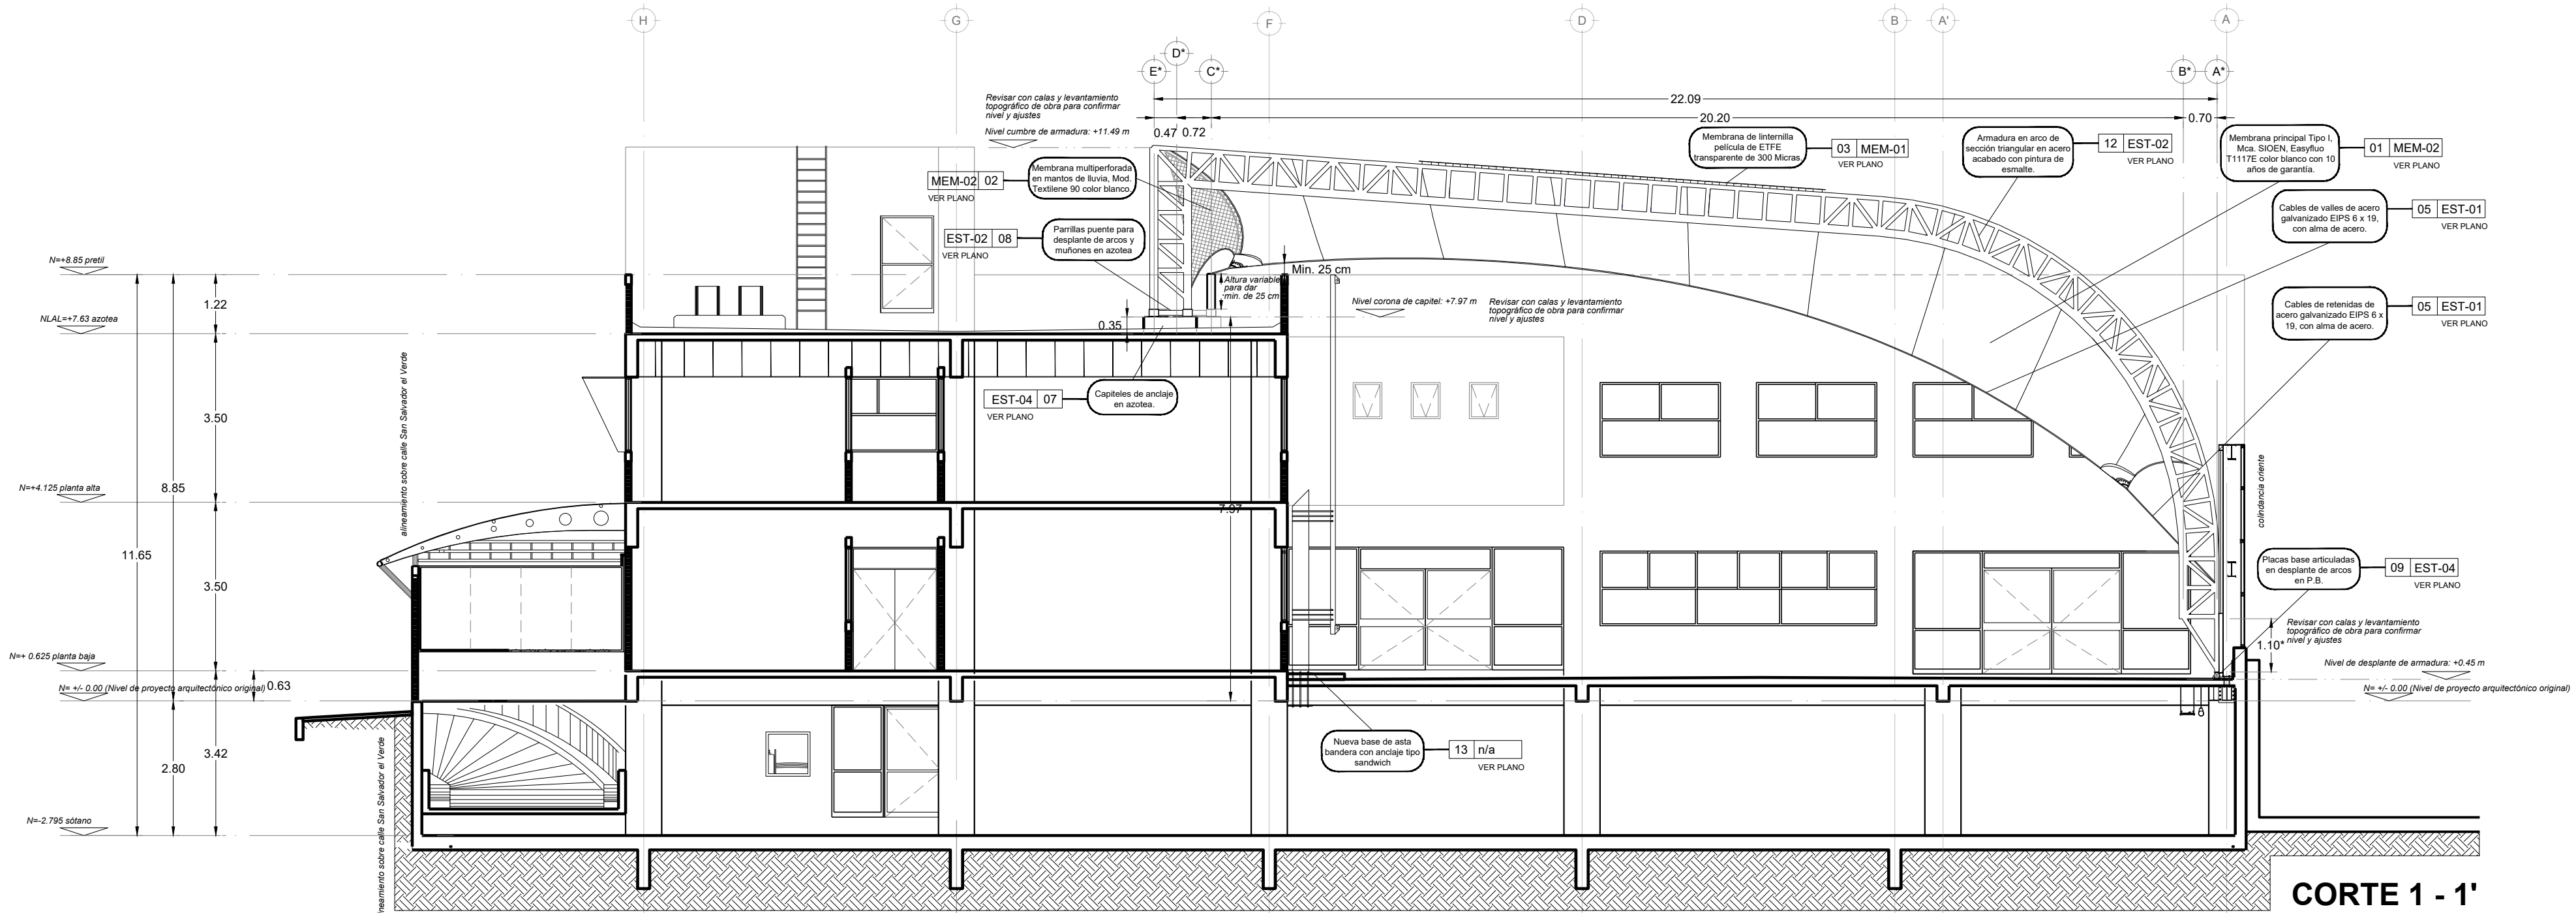 H
G
F
D
B
A'
A
E*
D*
C*
B*
A*
22.09
0.47
0.72
20.20
0.70
Revisar con calas y levantamiento
topográfico de obra para confirmar
nivel y ajustes
Nivel cumbre de armadura: +11.49 m
MEM-02 02
VER PLANO
Membrana multiperforada
en mantos de lluvia, Mod.
Textilene 90 color blanco.
EST-02 08
VER PLANO
Parrillas puente para
desplante de arcos y
muñones en azotea
Membrana de linternilla
película de ETFE
transparente de 300 Micras.
03 MEM-01
VER PLANO
Armadura en arco de
sección triangular en acero
acabado con pintura de
esmalte.
12 EST-02
VER PLANO
Membrana principal Tipo I,
Mca. SIOEN, Easyfluo
T1117E color blanco con 10
años de garantía.
01 MEM-02
VER PLANO
Cables de valles de acero
galvanizado EIPS 6 x 19,
con alma de acero.
05 EST-01
VER PLANO
Cables de retenidas de
acero galvanizado EIPS 6 x
19, con alma de acero.
05 EST-01
VER PLANO
Min. 25 cm
Altura variable
para dar
min. de 25 cm
Nivel corona de capitel: +7.97 m
Revisar con calas y levantamiento
topográfico de obra para confirmar
nivel y ajustes
0.35
EST-04 07
VER PLANO
Capiteles de anclaje
en azotea.
7.97
N=+8.85 pretil
NLAL=+7.63 azotea
N=+4.125 planta alta
N=+ 0.625 planta baja
N= +/- 0.00 (Nivel de proyecto arquitectónico original)
N=-2.795 sótano
1.22
3.50
3.50
0.63
3.42
8.85
2.80
11.65
alineamiento sobre calle San Salvador el Verde
neamiento sobre calle San Salvador el Verde
colindancia oriente
Placas base articuladas
en desplante de arcos
en P.B.
09 EST-04
VER PLANO
Revisar con calas y levantamiento
topográfico de obra para confirmar
nivel y ajustes
1.10*
Nivel de desplante de armadura: +0.45 m
N= +/- 0.00 (Nivel de proyecto arquitectónico original)
Nueva base de asta
bandera con anclaje tipo
sandwich
13 n/a
VER PLANO
CORTE 1 - 1'